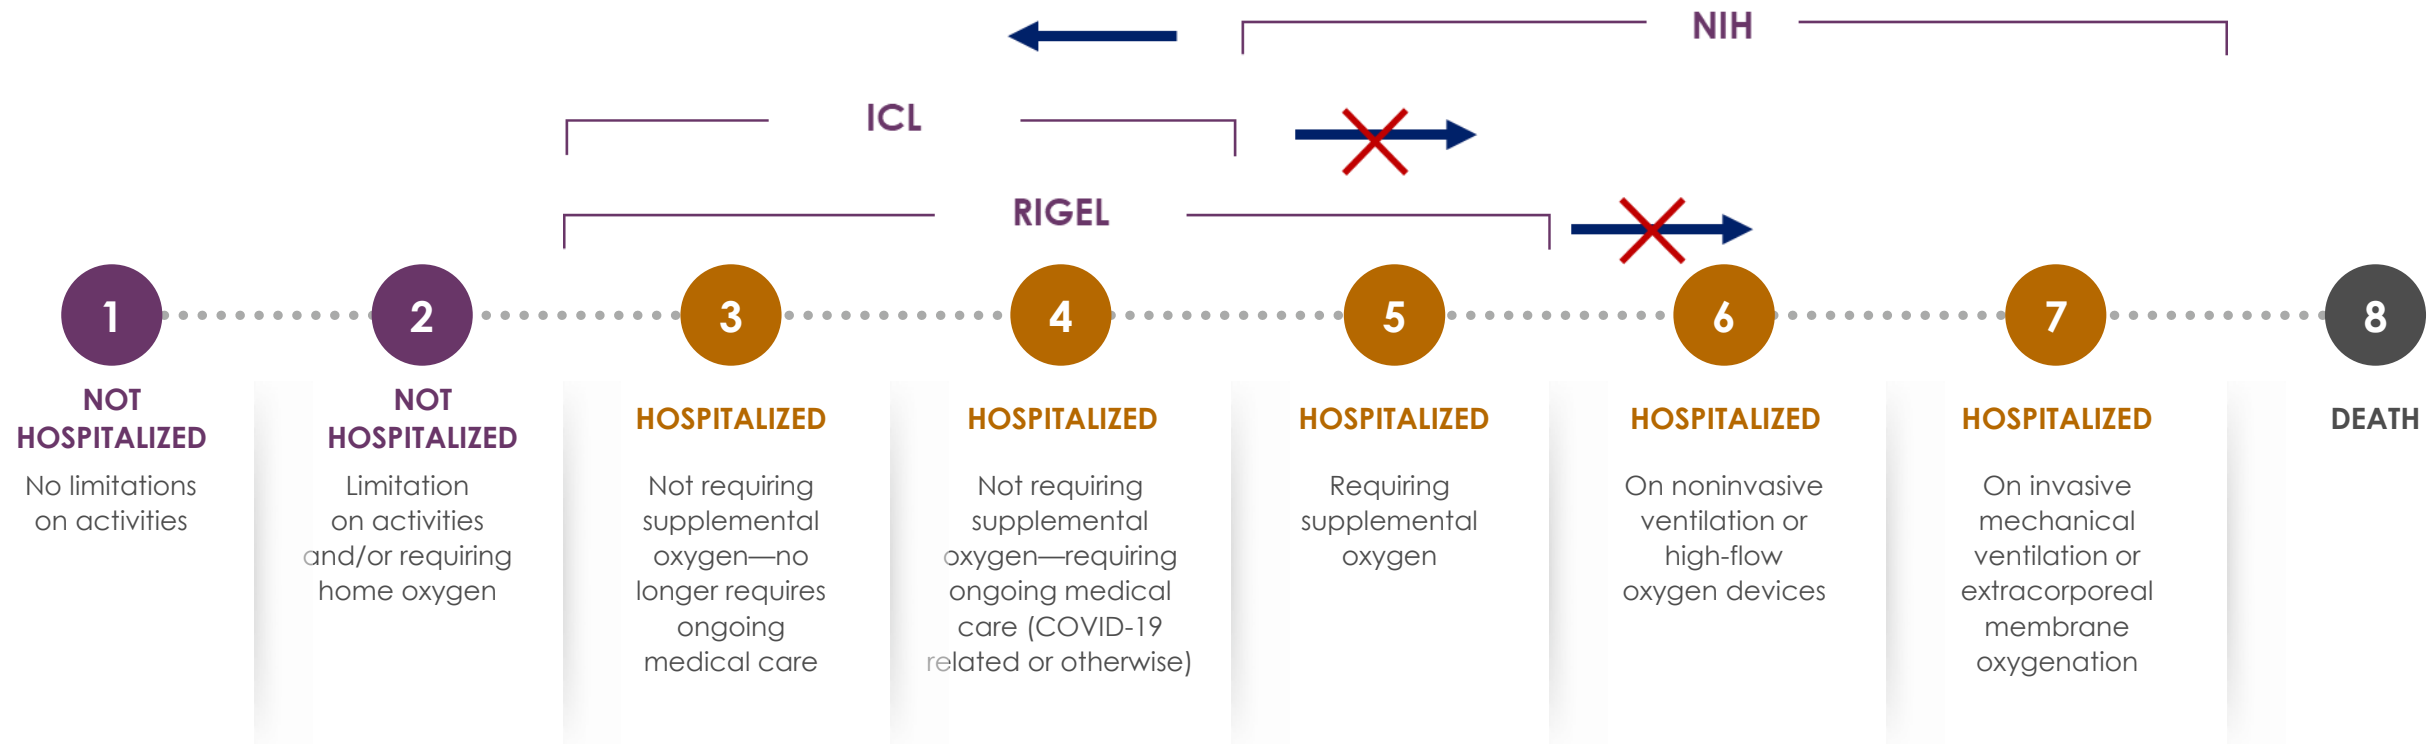 NIH
ICL
RIGEL
1
2
3
4
5
6
7
8
NOT
HOSPITALIZED
No limitations
on activities
NOT
HOSPITALIZED
Limitation
on activities
and/or requiring
home oxygen
HOSPITALIZED
Not requiring
supplemental
oxygen—no
longer requires
ongoing
medical care
HOSPITALIZED
Not requiring
supplemental
oxygen—requiring
ongoing medical
care (COVID-19
related or otherwise)
HOSPITALIZED
Requiring
supplemental
oxygen
HOSPITALIZED
On noninvasive
ventilation or
high-flow
oxygen devices
HOSPITALIZED
On invasive
mechanical
ventilation or
extracorporeal
membrane
oxygenation
DEATH